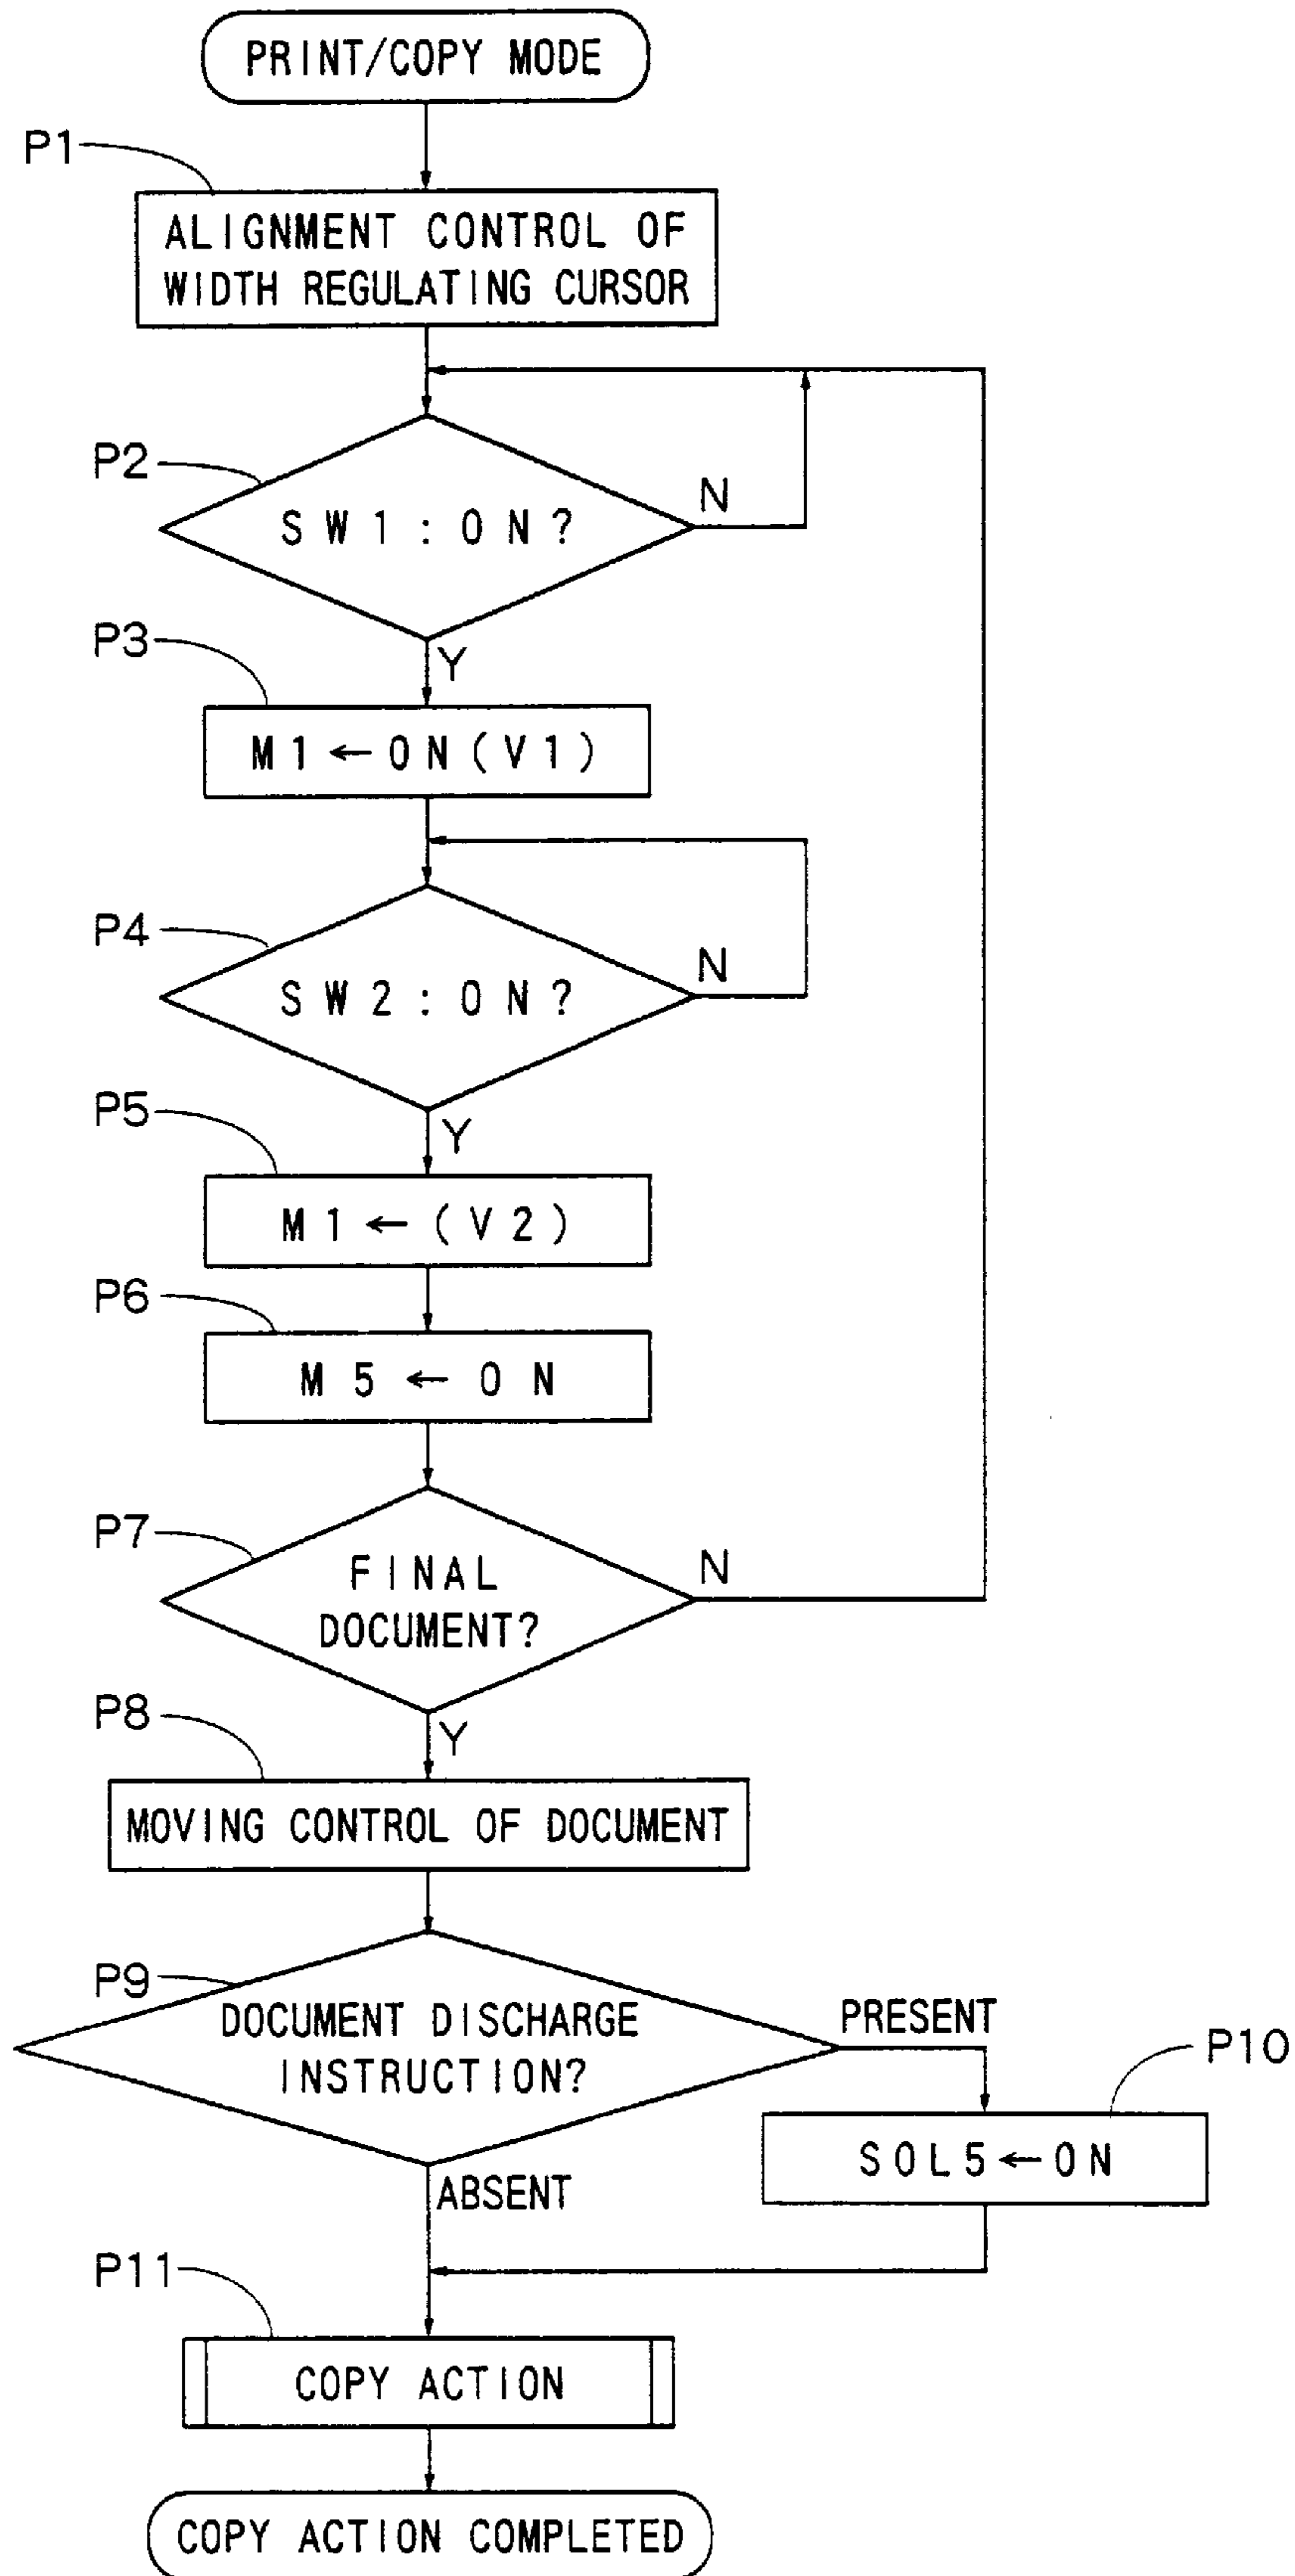 PRINT/COPY MODE
P1
ALIGNMENT CONTROL OF
WIDTH REGULATING CURSOR
P2
SW1:ON?
N
Y
P3
M1←ON(V1)
P4
SW2:ON?
N
Y
P5
M1←(V2)
P6
M5←ON
P7
FINAL
DOCUMENT?
N
Y
P8
MOVING CONTROL OF DOCUMENT
P9
DOCUMENT DISCHARGE
INSTRUCTION?
PRESENT
P10
SOL5←ON
ABSENT
P11
COPY ACTION
COPY ACTION COMPLETED